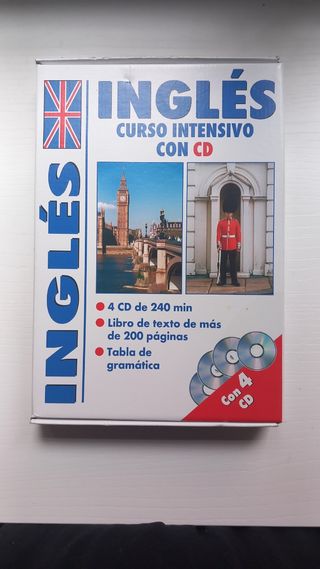 INGLÉS
INGLÉS
CURSO INTENSIVO
CON CD
4 CD de 240 min
Libro de texto de más
de 200 páginas
Tabla de
gramática
Con 4
CD